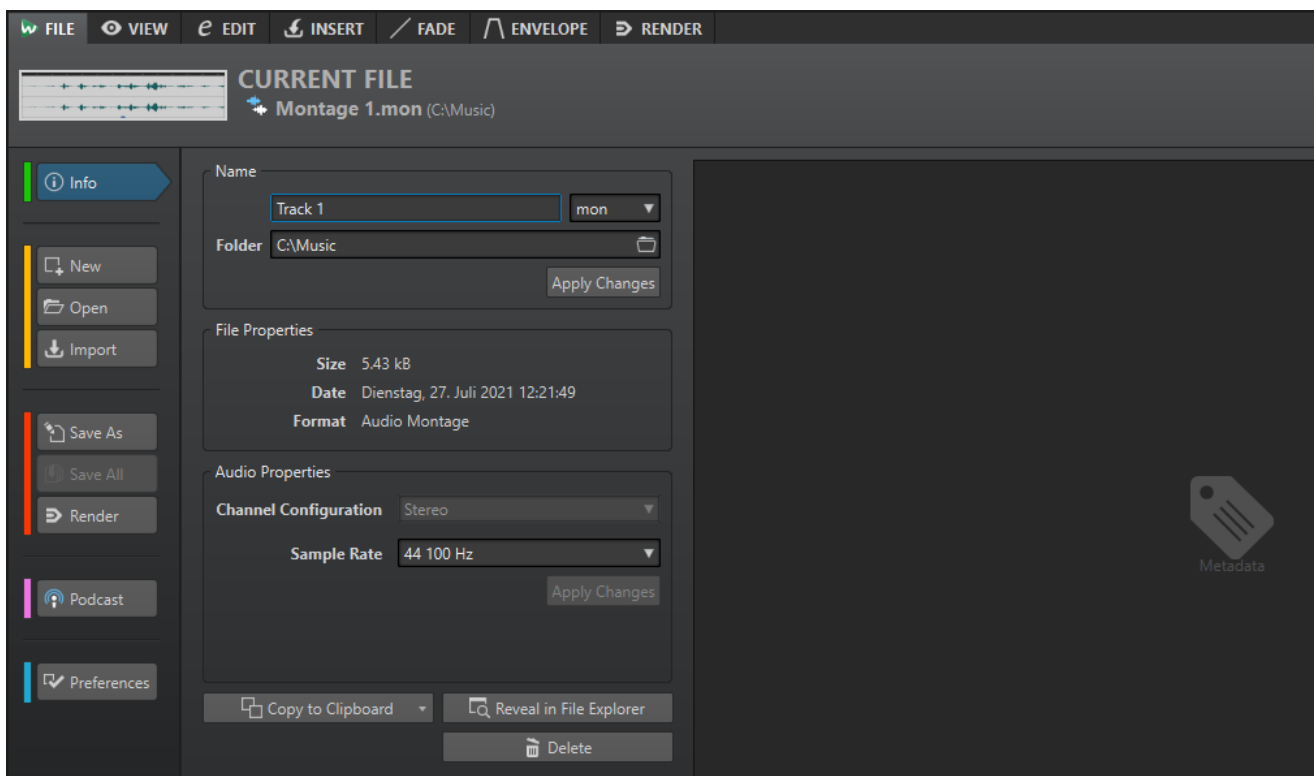 FILE VIEW e EDIT INSERT FADE ENVELOPE RENDER
CURRENT FILE
Montage 1.mon (C:\Music)
Info
New
Open
Import
Save As
Save All
Render
Podcast
Preferences
Name
Track 1 mon
Folder C:\Music
Apply Changes
File Properties
Size 5.43 kB
Date Dienstag, 27. Juli 2021 12:21:49
Format Audio Montage
Audio Properties
Channel Configuration Stereo
Sample Rate 44 100 Hz
Apply Changes
Copy to Clipboard Reveal in File Explorer
Delete
Metadata